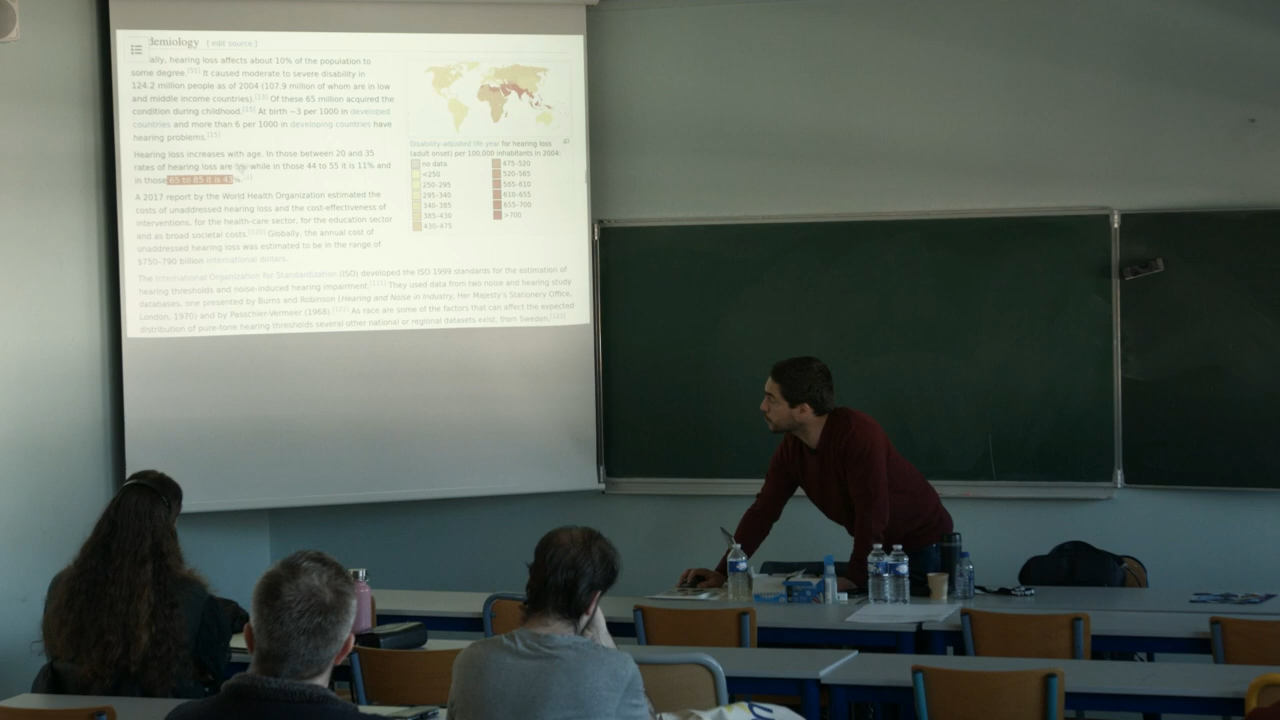 demiology [ edit source ]
ally, hearing loss affects about 10% of the population to
some degree.[51] It caused moderate to severe disability in
124.2 million people as of 2004 (107.9 million of whom are in low
and middle income countries).[13] Of these 65 million acquired the
condition during childhood.[15] At birth ~3 per 1000 in developed
countries and more than 6 per 1000 in developing countries have
hearing problems.[15]
Hearing loss increases with age. In those between 20 and 35
rates of hearing loss are while in those 44 to 55 it is 11% and
in those 65 to 85 it is 43%.
A 2017 report by the World Health Organization estimated the
costs of unaddressed hearing loss and the cost-effectiveness of
interventions, for the health-care sector, for the education sector
and as broad societal costs.[120] Globally, the annual cost of
unaddressed hearing loss was estimated to be in the range of
$750–790 billion international dollars.
The International Organization for Standardization (ISO) developed the ISO 1999 standards for the estimation of
hearing thresholds and noise-induced hearing impairment.[121] They used data from two noise and hearing study
databases, one presented by Burns and Robinson (Hearing and Noise in Industry, Her Majesty's Stationery Office,
London, 1970) and by Passchier-Vermeer (1968).[122] As race are some of the factors that can affect the expected
distribution of pure-tone hearing thresholds several other national or regional datasets exist, from Sweden,[123]
Disability-adjusted life year for hearing loss
(adult onset) per 100,000 inhabitants in 2004:
no data
<250
250-295
295-340
340-385
385-430
430-475
475-520
520-565
565-610
610-655
655-700
>700